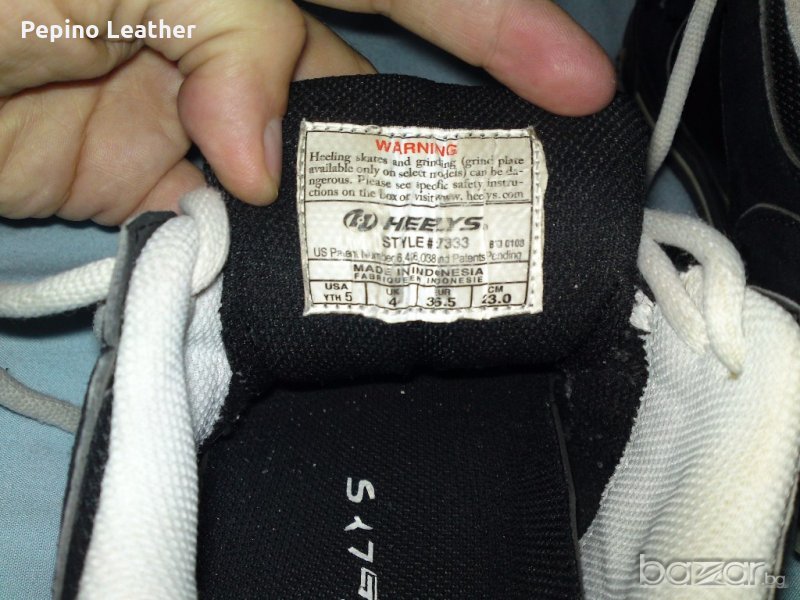 Pepino Leather
WARNING
Heeling skates and grinding (grind plate
available only on select models) can be da-
ngerous. Please see specific safety instru-
ctions on the box or visit www.heelys.com
HEELYS
STYLE #:7333
US Patent Number 6,406,038 and Patents Pending
MADE IN INDONESIA
FABRIQUE EN INDONESIE
USA UK EUR CM
YTH 5 4 36.5 23.0
bazar.bg